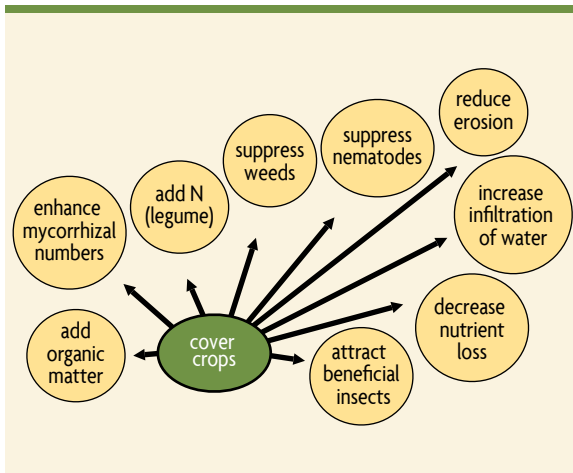 reduce
erosion
suppress
nematodes
suppress
weeds
add N
(legume)
increase
infiltration
of water
enhance
mycorrhizal
numbers
decrease
nutrient
loss
cover
crops
add
organic
matter
attract
beneficial
insects